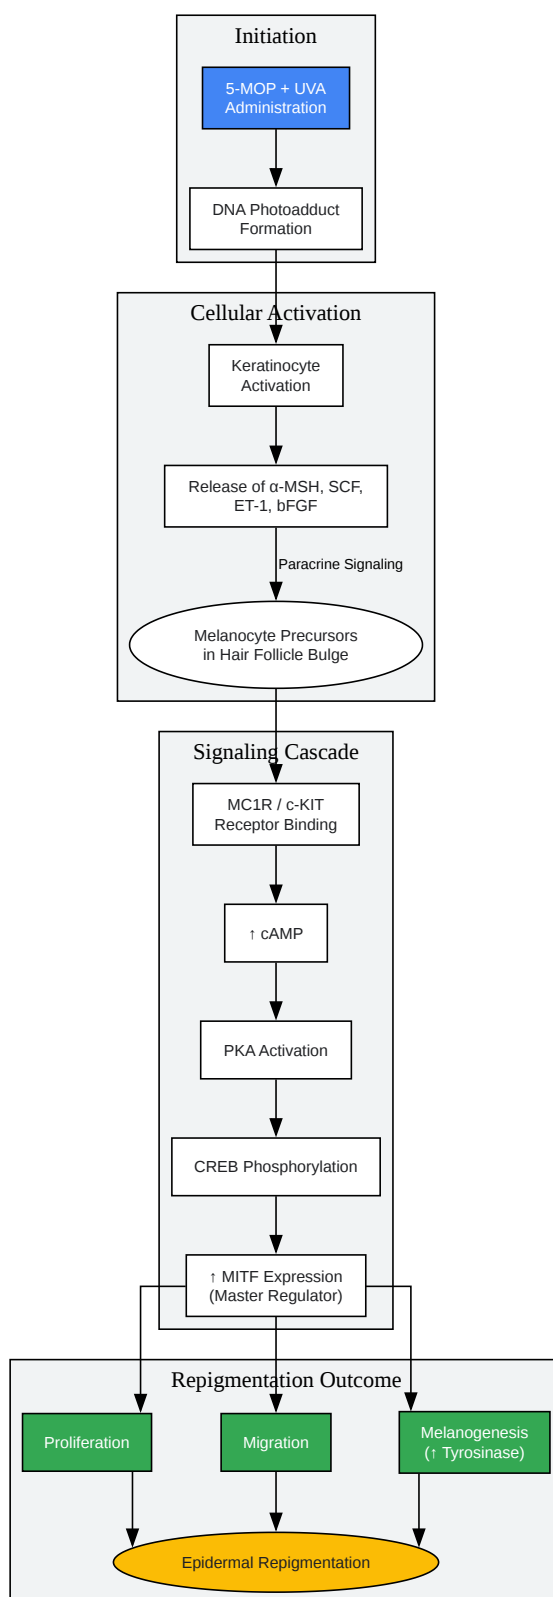 Initiation
5-MOP + UVA
Administration
DNA Photoadduct
Formation
Cellular Activation
Keratinocyte
Activation
Release of α-MSH, SCF,
ET-1, bFGF
Paracrine Signaling
Melanocyte Precursors
in Hair Follicle Bulge
Signaling Cascade
MC1R / c-KIT
Receptor Binding
↑ cAMP
PKA Activation
CREB Phosphorylation
↑ MITF Expression
(Master Regulator)
Repigmentation Outcome
Proliferation
Migration
Melanogenesis
(↑ Tyrosinase)
Epidermal Repigmentation